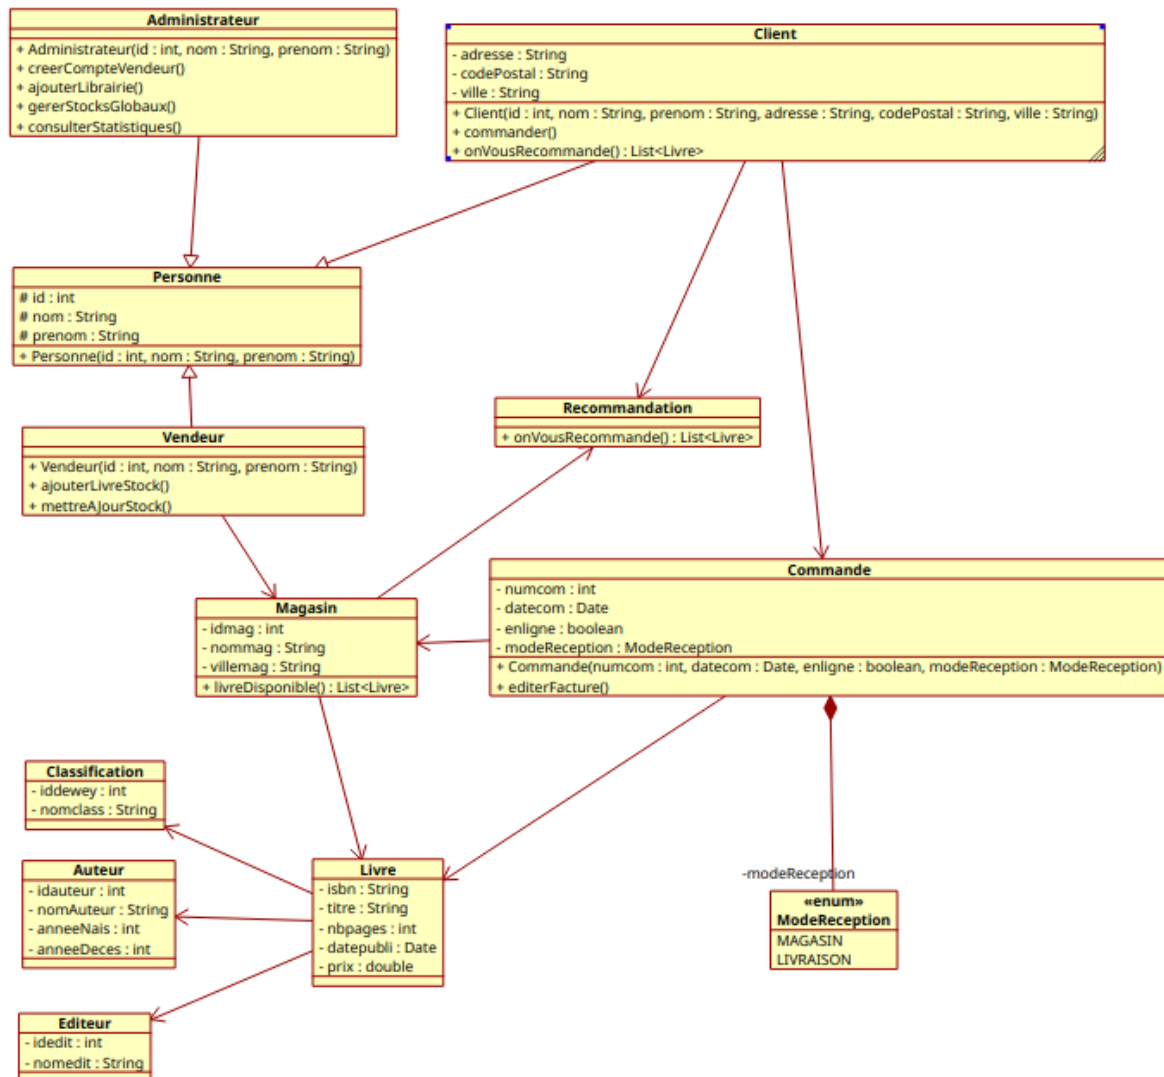 Administrateur
+ Administrateur(id : int, nom : String, prenom : String)
+ creerCompteVendeur()
+ ajouterLibrairie()
+ gererStocksGlobaux()
+ consulterStatistiques()
Client
- adresse : String
- codePostal : String
- ville : String
+ Client(id : int, nom : String, prenom : String, adresse : String, codePostal : String, ville : String)
+ commander()
+ onVousRecommande() : List<Livre>
Personne
# id : int
# nom : String
# prenom : String
+ Personne(id : int, nom : String, prenom : String)
Recommandation
+ onVousRecommande() : List<Livre>
Vendeur
+ Vendeur(id : int, nom : String, prenom : String)
+ ajouterLivreStock()
+ mettreAJourStock()
Commande
- numcom : int
- datecom : Date
- enligne : boolean
- modeReception : ModeReception
+ Commande(numcom : int, datecom : Date, enligne : boolean, modeReception : ModeReception)
+ editerFacture()
Magasin
- idmag : int
- nommag : String
- villemag : String
+ livreDisponible() : List<Livre>
Classification
- iddewey : int
- nomclass : String
Auteur
- idauteur : int
- nomAuteur : String
- anneeNais : int
- anneeDeces : int
Livre
- isbn : String
- titre : String
- nbpages : int
- datepubli : Date
- prix : double
-modeReception
«enum»
ModeReception
MAGASIN
LIVRAISON
Editeur
- idedit : int
- nomedit : String